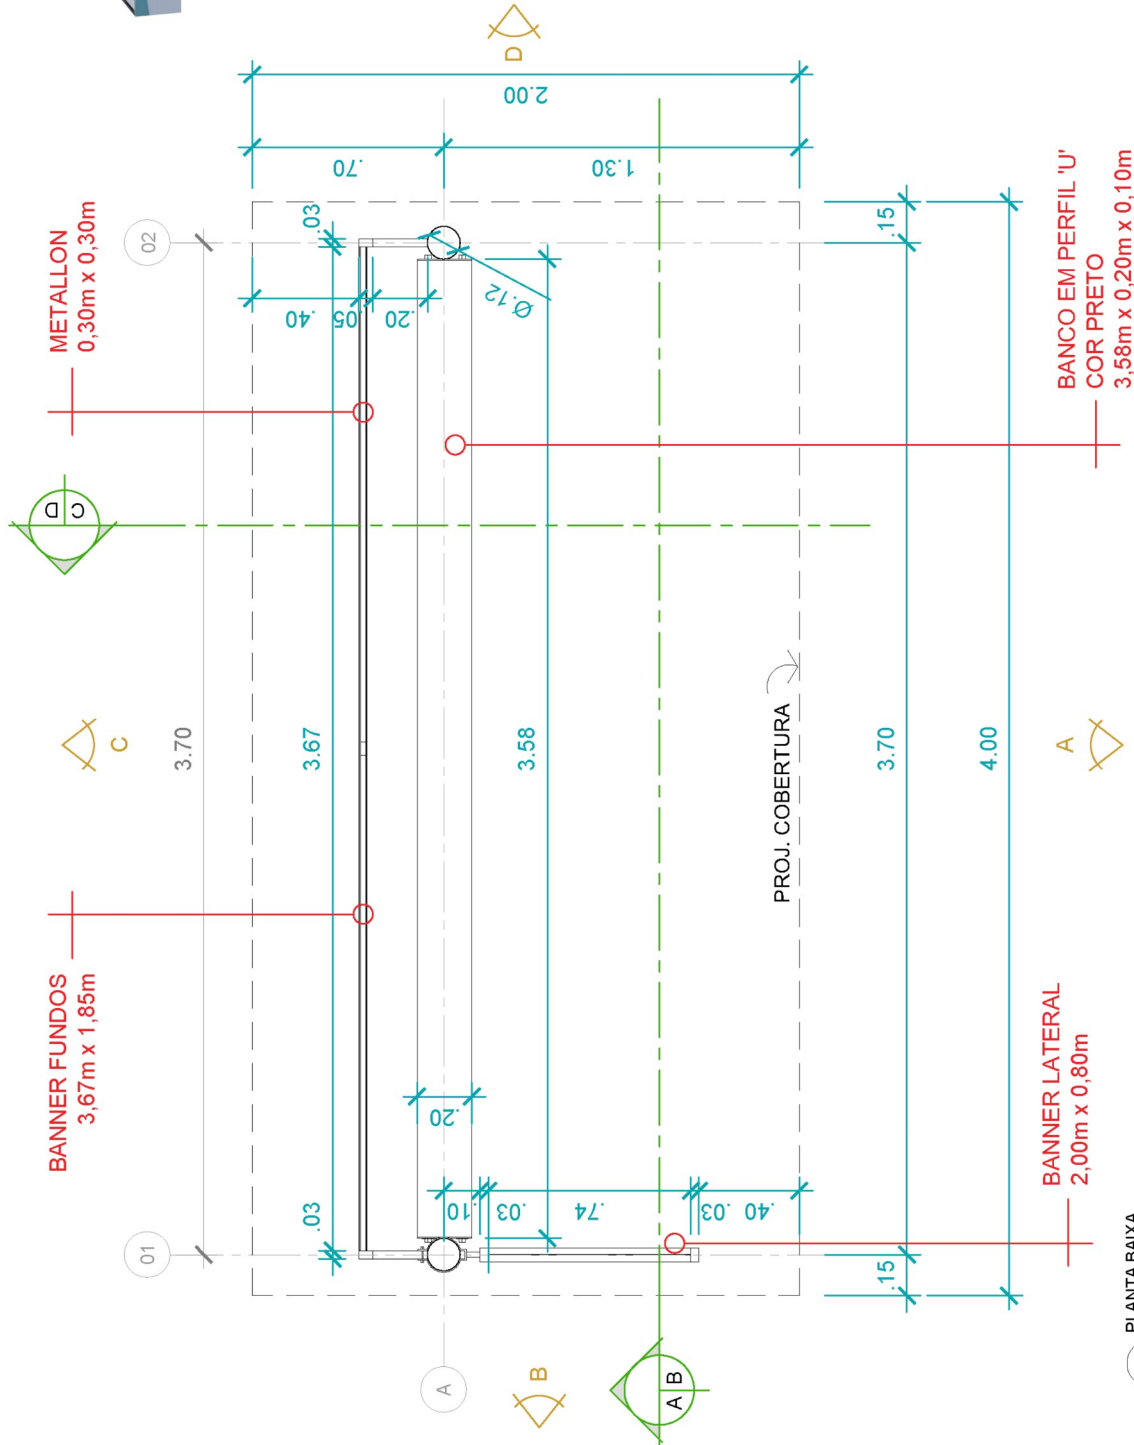 D
2.00
.70
1.30
METALLON
0,30m x 0,30m
02
.03
.15
.40
.05
.20
Ø.12
BANCO EM PERFIL 'U'
COR PRETO
3,58m x 0,20m x 0,10m
C
D
C
3.70
3.67
3.58
PROJ. COBERTURA
3.70
4.00
A
BANNER FUNDOS
3,67m x 1,85m
.20
BANNER LATERAL
2,00m x 0,80m
.03
.10
.03
.74
.03
.40
01
.15
A
B
A
B
PLANTA BAIXA